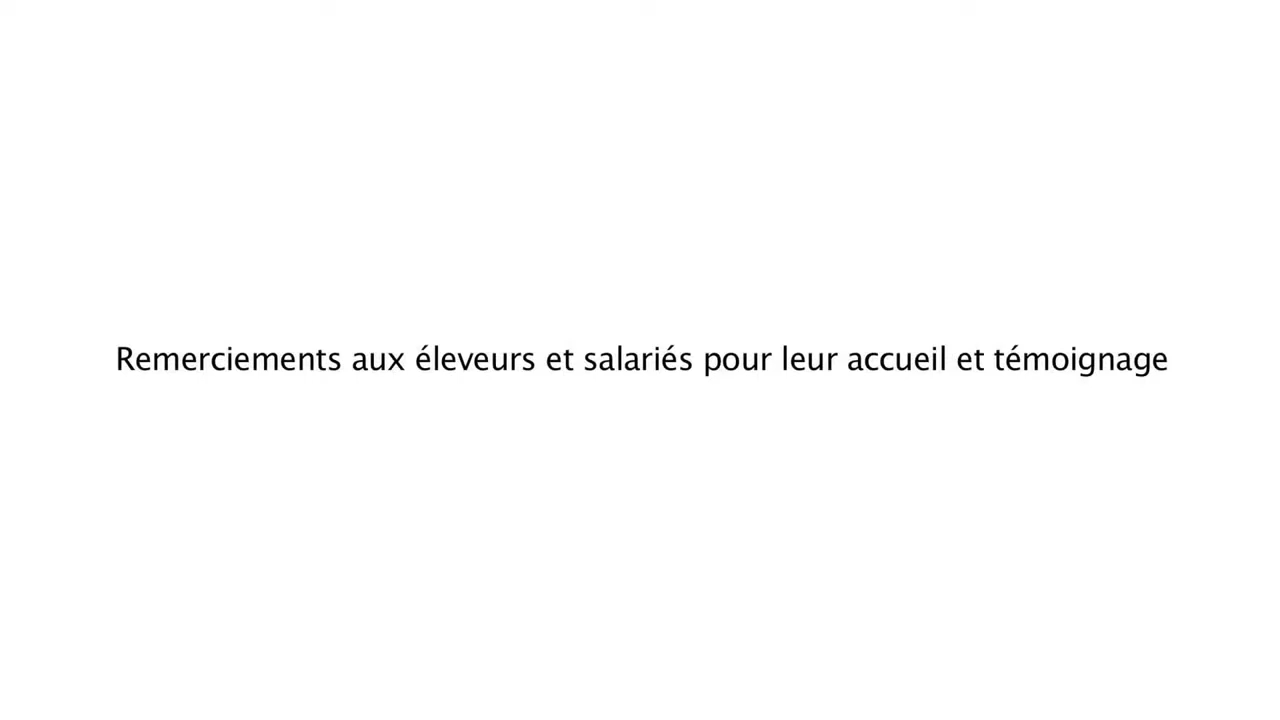 Remerciements aux éleveurs et salariés pour leur accueil et témoignage